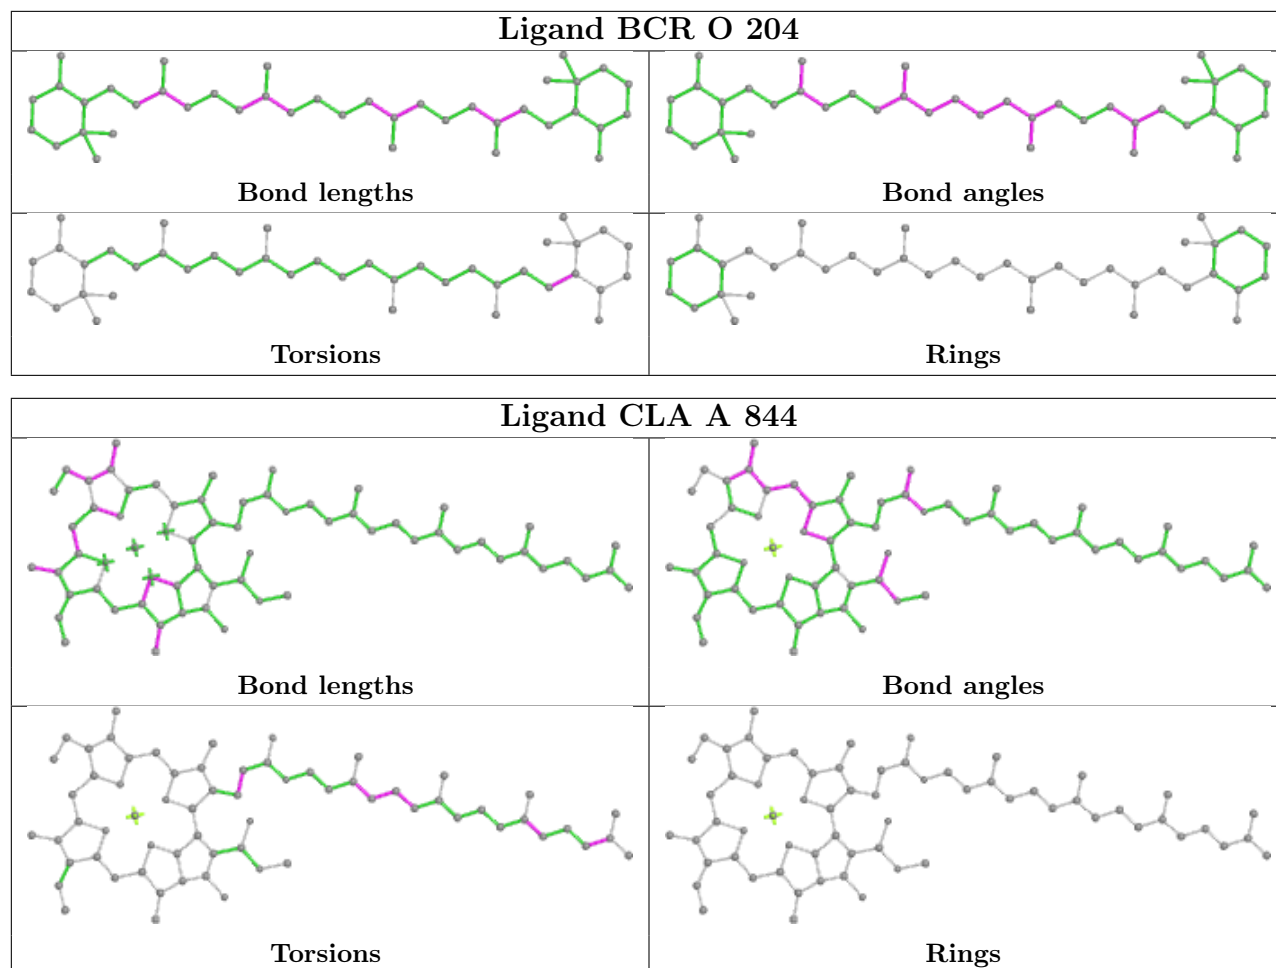 Ligand BCR O 204
Bond lengths
Bond angles
Torsions
Rings
Ligand CLA A 844
Bond lengths
Bond angles
Torsions
Rings